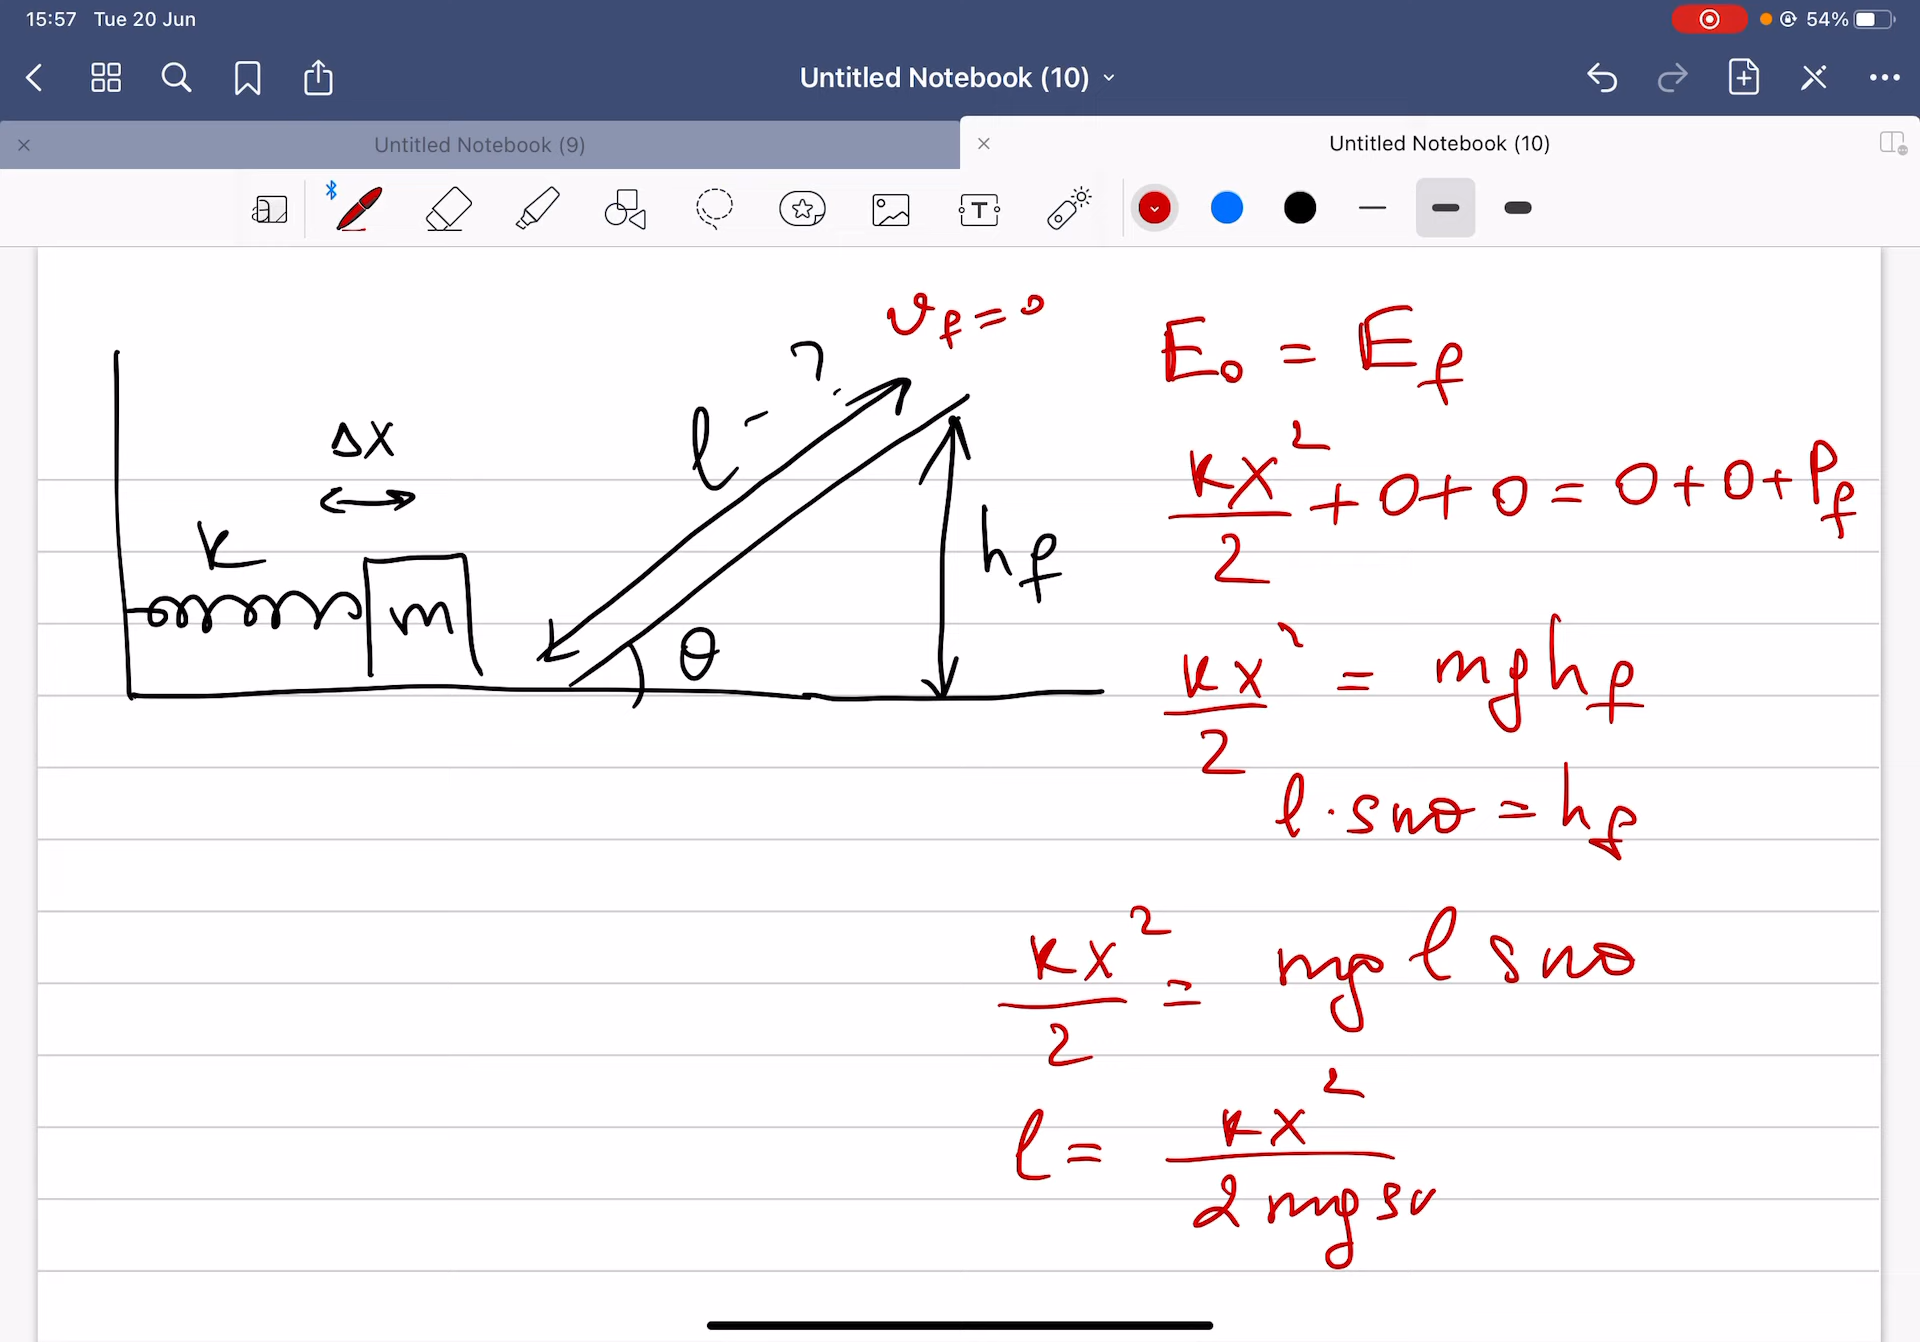 15:57 Tue 20 Jun
54%
Untitled Notebook (10)
Untitled Notebook (9)
Untitled Notebook (10)
T
v_f = 0
l - ?
Δx
k
m
θ
h_f
E₀ = E_f
kx²/2 + 0 + 0 = 0 + 0 + P_f
kx²/2 = mgh_f
l · sinθ = h_f
kx²/2 = mg l sinθ
l = kx²/2mg si